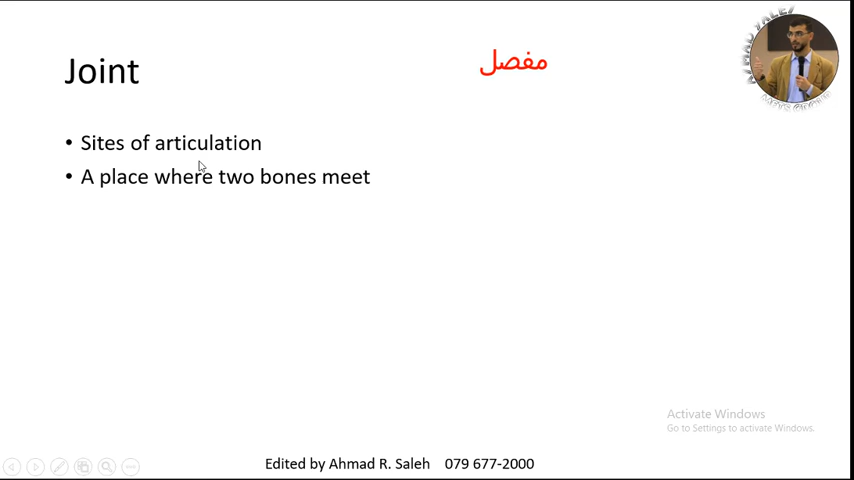 Joint
مفصل
• Sites of articulation
• A place where two bones meet
Activate Windows
Go to Settings to activate Windows.
Edited by Ahmad R. Saleh 079 677-2000